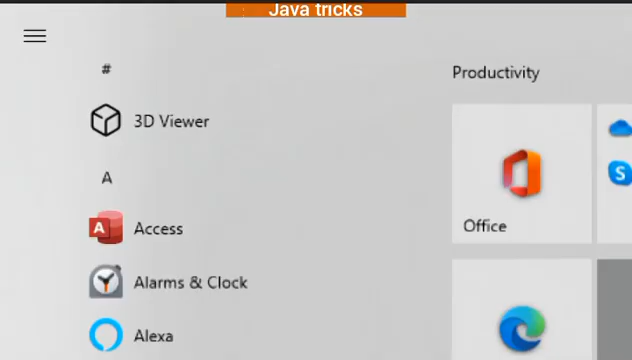 Java tricks
#
Productivity
3D Viewer
A
Office
Access
Alarms & Clock
Alexa